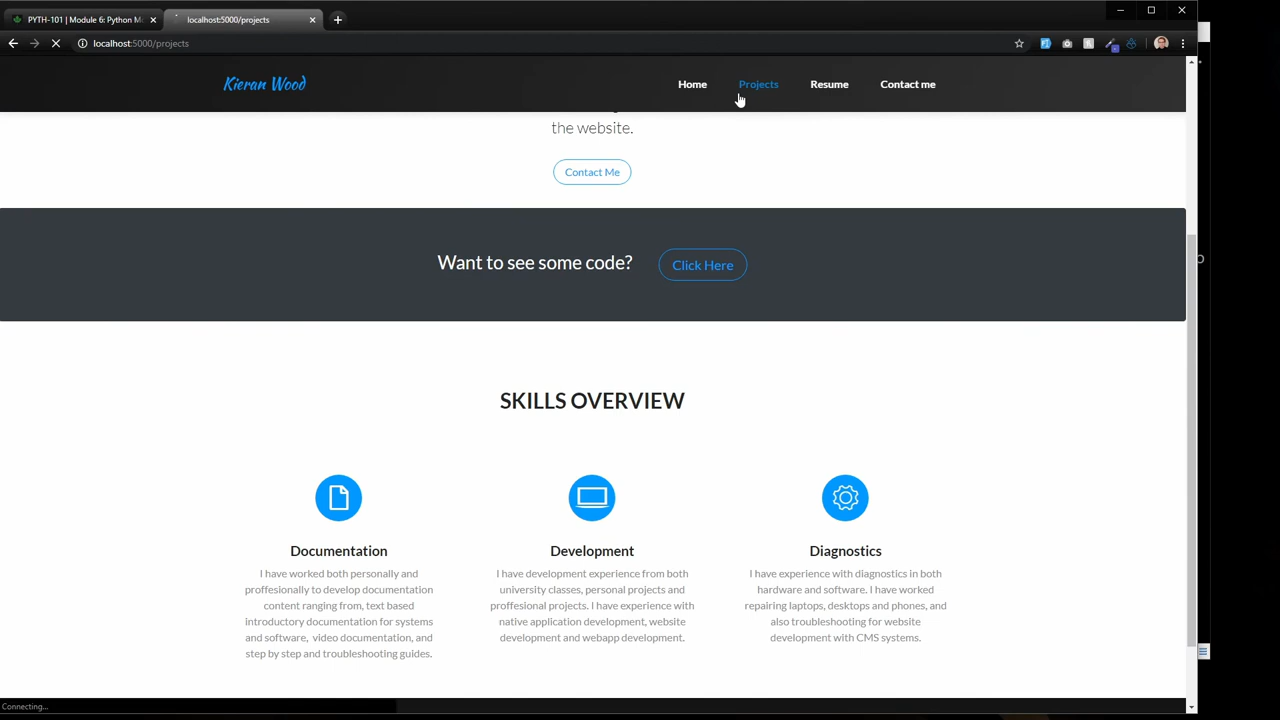 PYTH-101 | Module 6: Python M
localhost:5000/projects
localhost:5000/projects
Kieran Wood
Home
Projects
Resume
Contact me
the website.
Contact Me
Want to see some code?
Click Here
SKILLS OVERVIEW
Documentation
I have worked both personally and
proffesionally to develop documentation
content ranging from, text based
introductory documentation for systems
and software, video documentation, and
step by step and troubleshooting guides.
Development
I have development experience from both
university classes, personal projects and
proffesional projects. I have experience with
native application development, website
development and webapp development.
Diagnostics
I have experience with diagnostics in both
hardware and software. I have worked
repairing laptops, desktops and phones, and
also troubleshooting for website
development with CMS systems.
Connecting...